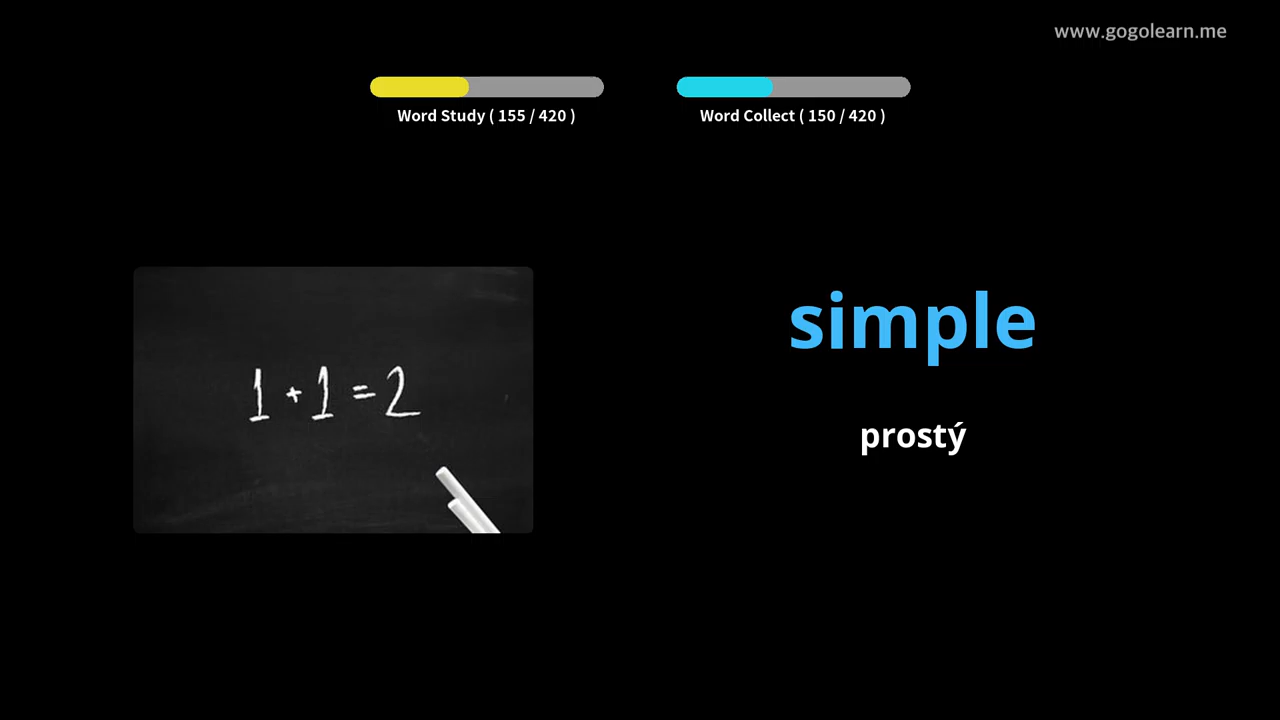 www.gogolearn.me
Word Study ( 155 / 420 )
Word Collect ( 150 / 420 )
simple
1 + 1 = 2
prostý